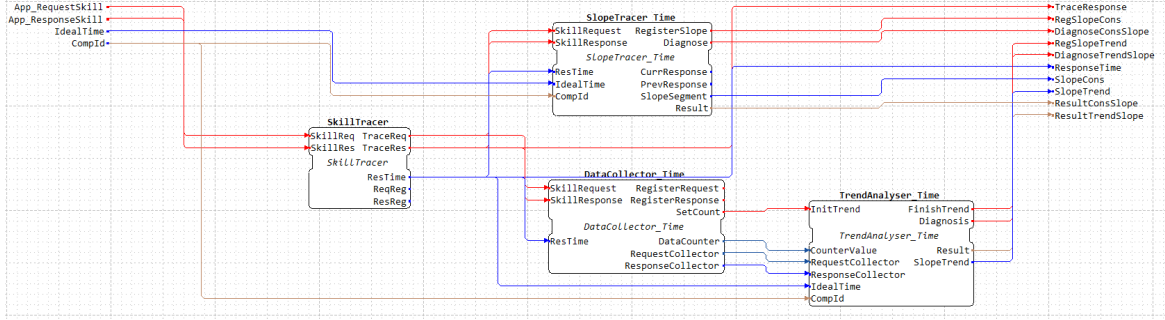 App_RequestSkill
App_ResponseSkill
IdealTime
CompId
SlopeTracer_Time
SkillRequest RegisterSlope
SkillResponse Diagnose
SlopeTracer_Time
ResTime CurrResponse
IdealTime PrevResponse
CompId SlopeSegment
Result
TraceResponse
RegSlopeCons
DiagnoseConsSlope
RegSlopeTrend
DiagnoseTrendSlope
ResponseTime
SlopeCons
SlopeTrend
ResultConsSlope
ResultTrendSlope
SkillTracer
SkillReq TraceReq
SkillRes TraceRes
SkillTracer
ResTime
ReqReg
ResReg
DataCollector_Time
SkillRequest RegisterRequest
SkillResponse RegisterResponse
SetCount
DataCollector_Time
ResTime DataCounter
RequestCollector
ResponseCollector
TrendAnalyser_Time
InitTrend FinishTrend
Diagnosis
TrendAnalyser_Time
CounterValue Result
RequestCollector SlopeTrend
ResponseCollector
IdealTime
CompId